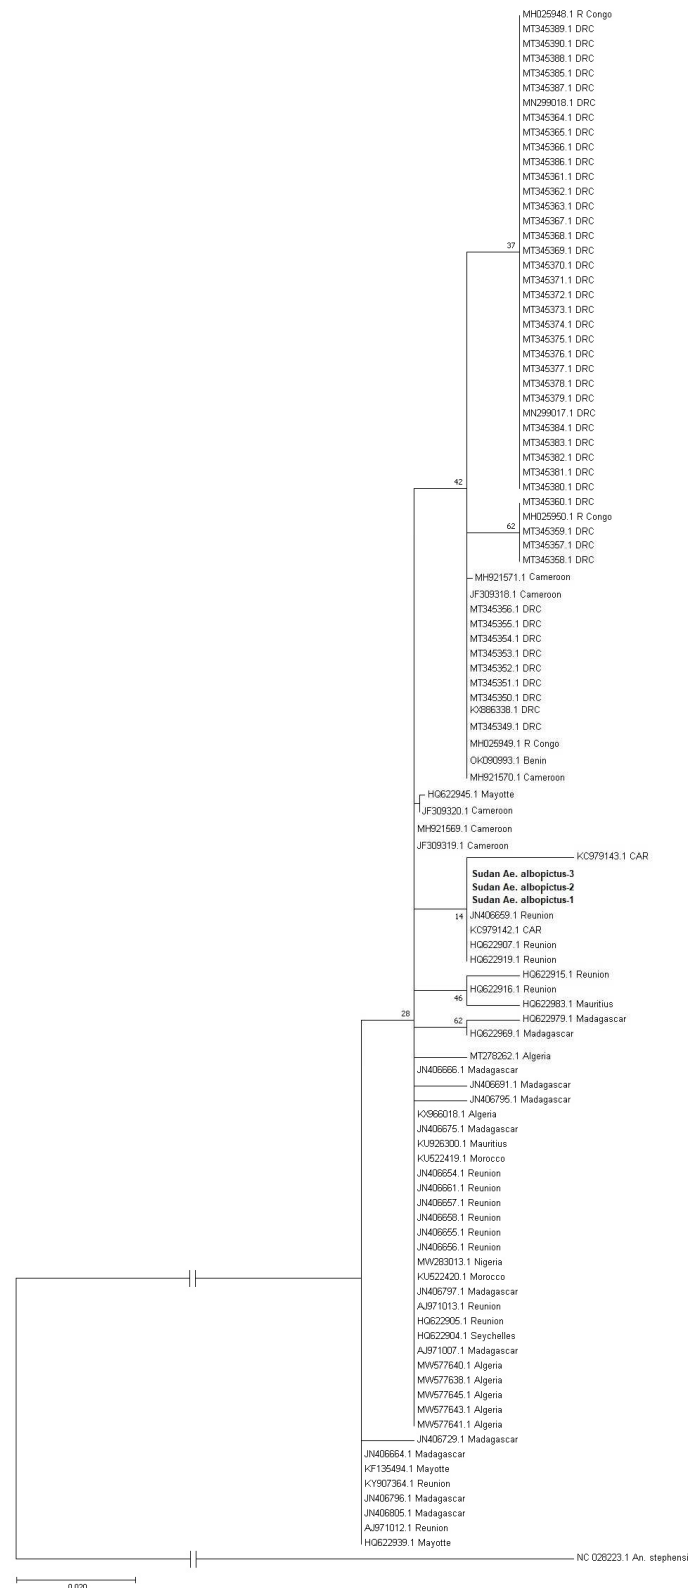 MH025948.1 R Congo
MT345389.1 DRC
MT345390.1 DRC
MT345388.1 DRC
MT345385.1 DRC
MT345387.1 DRC
MN299018.1 DRC
MT345364.1 DRC
MT345365.1 DRC
MT345366.1 DRC
MT345386.1 DRC
MT345361.1 DRC
MT345362.1 DRC
MT345363.1 DRC
MT345367.1 DRC
MT345368.1 DRC
37
MT345369.1 DRC
MT345370.1 DRC
MT345371.1 DRC
MT345372.1 DRC
MT345373.1 DRC
MT345374.1 DRC
MT345375.1 DRC
MT345376.1 DRC
MT345377.1 DRC
MT345378.1 DRC
MT345379.1 DRC
MN299017.1 DRC
MT345384.1 DRC
MT345383.1 DRC
MT345382.1 DRC
MT345381.1 DRC
42
MT345380.1 DRC
MT345360.1 DRC
MH025950.1 R Congo
62
MT345359.1 DRC
MT345357.1 DRC
MT345358.1 DRC
MH921571.1 Cameroon
JF309318.1 Cameroon
MT345356.1 DRC
MT345355.1 DRC
MT345354.1 DRC
MT345353.1 DRC
MT345352.1 DRC
MT345351.1 DRC
MT345350.1 DRC
KX886338.1 DRC
MT345349.1 DRC
MH025949.1 R Congo
OK090993.1 Benin
MH921570.1 Cameroon
HQ622945.1 Mayotte
JF309320.1 Cameroon
MH921569.1 Cameroon
JF309319.1 Cameroon
KC979143.1 CAR
Sudan Ae. albopictus-3
Sudan Ae. albopictus-2
Sudan Ae. albopictus-1
14
JN406659.1 Reunion
KC979142.1 CAR
HQ622907.1 Reunion
HQ622919.1 Reunion
HQ622915.1 Reunion
HQ622916.1 Reunion
46
HQ622983.1 Mauritius
28
62
HQ622979.1 Madagascar
HQ622969.1 Madagascar
MT278262.1 Algeria
JN406666.1 Madagascar
JN406691.1 Madagascar
JN406795.1 Madagascar
KX966018.1 Algeria
JN406675.1 Madagascar
KU926300.1 Mauritius
KU522419.1 Morocco
JN406654.1 Reunion
JN406661.1 Reunion
JN406657.1 Reunion
JN406658.1 Reunion
JN406655.1 Reunion
JN406656.1 Reunion
MW283013.1 Nigeria
KU522420.1 Morocco
JN406797.1 Madagascar
AJ971013.1 Reunion
HQ622905.1 Reunion
HQ622904.1 Seychelles
AJ971007.1 Madagascar
MW577640.1 Algeria
MW577638.1 Algeria
MW577645.1 Algeria
MW577643.1 Algeria
MW577641.1 Algeria
JN406729.1 Madagascar
JN406664.1 Madagascar
KF135494.1 Mayotte
KY907364.1 Reunion
JN406796.1 Madagascar
JN406805.1 Madagascar
AJ971012.1 Reunion
HQ622939.1 Mayotte
NC 028223.1 An. stephensi
0.020